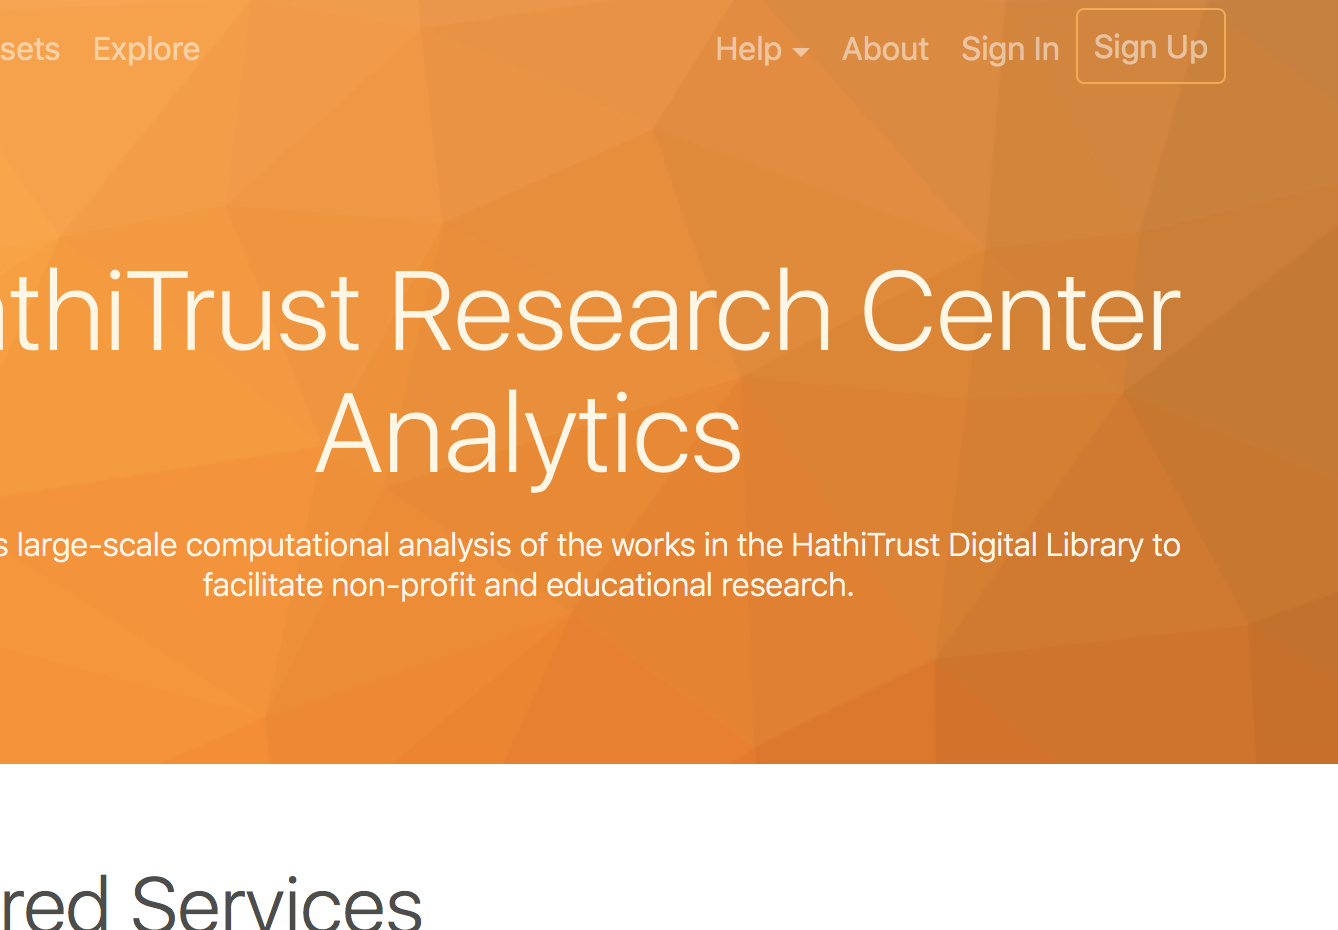 sets Explore Help About Sign In Sign Up
athiTrust Research Center
Analytics
s large-scale computational analysis of the works in the HathiTrust Digital Library to
facilitate non-profit and educational research.
red Services